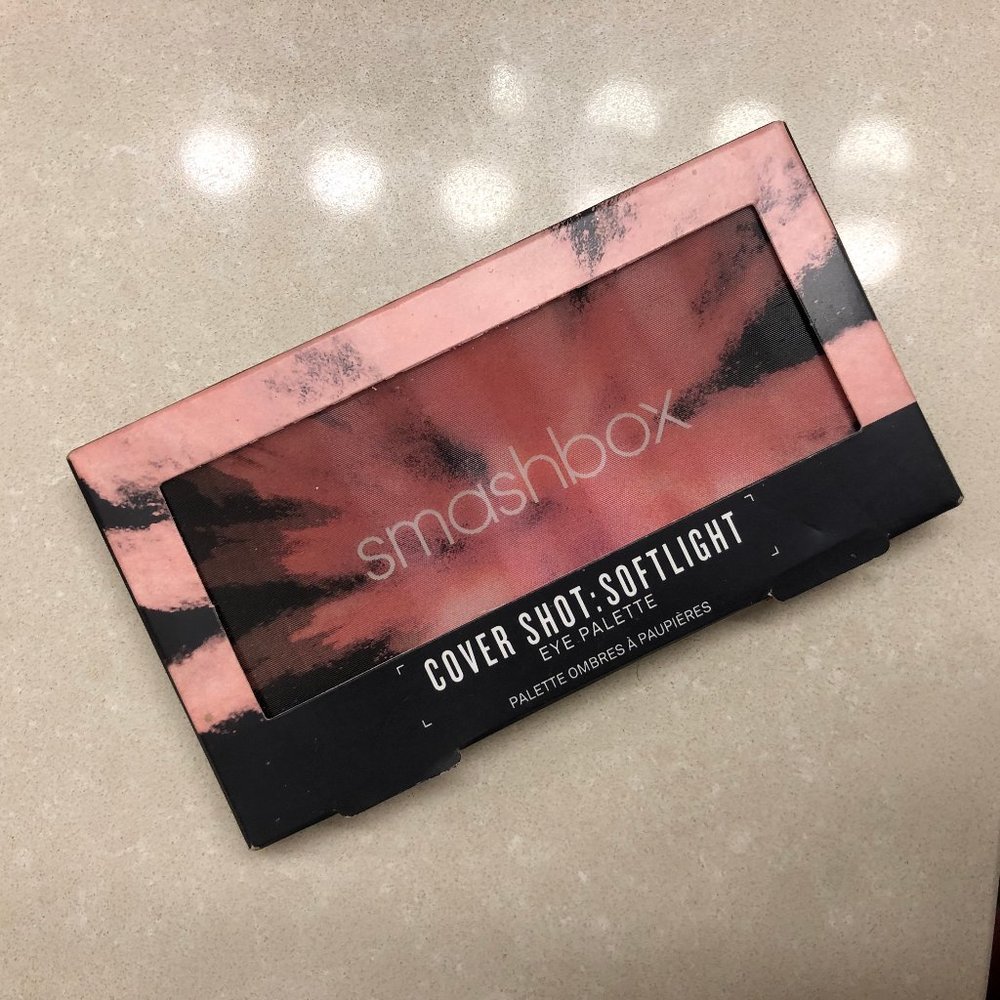 smashbox
COVER SHOT: SOFTLIGHT
EYE PALETTE
PALETTE OMBRES À PAUPIÈRES